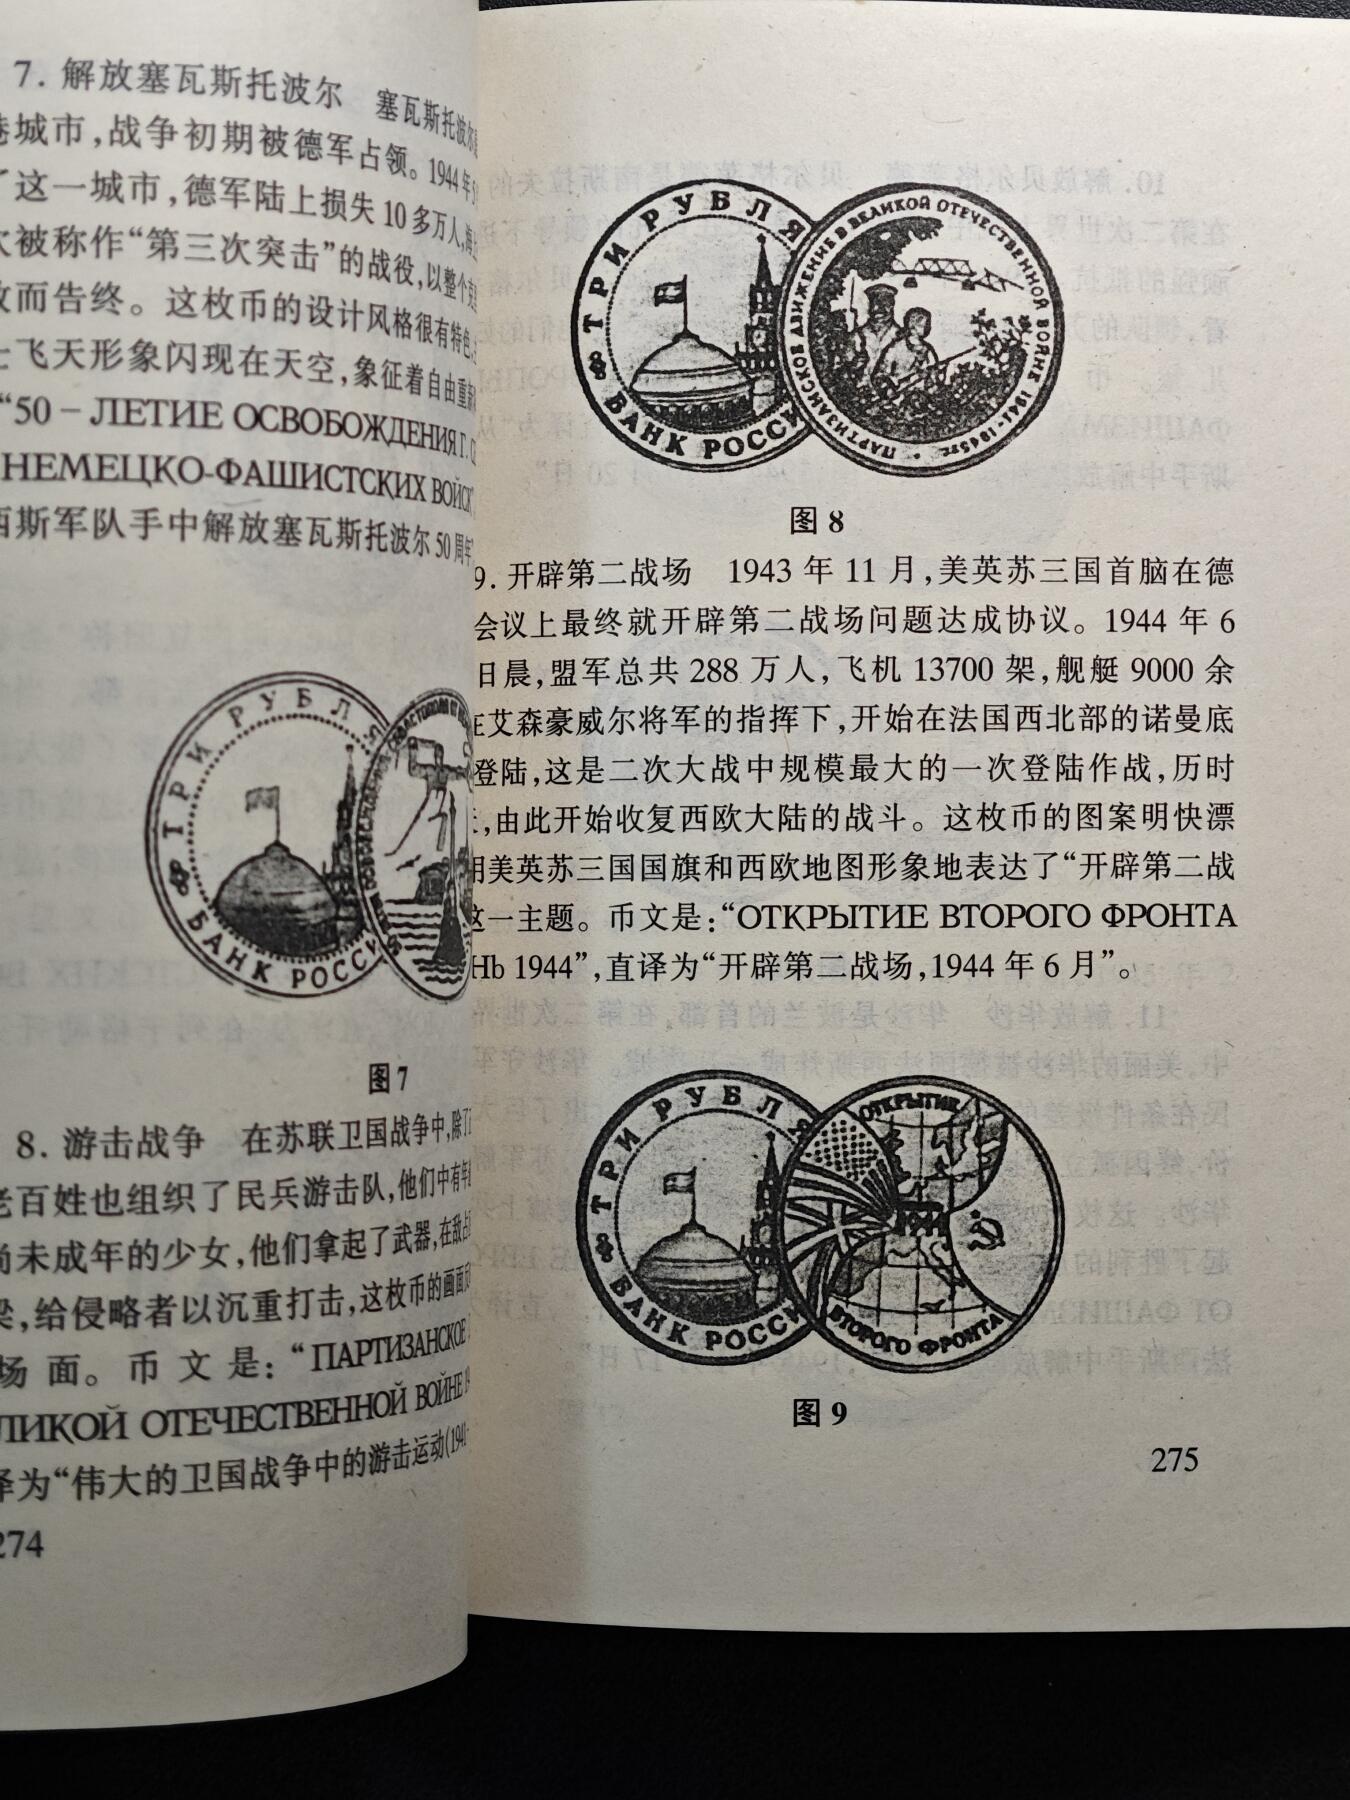 7. 解放塞瓦斯托波尔 塞瓦斯托波尔
港城市，战争初期被德军占领。1944年5
了这一城市，德军陆上损失10多万人，海
次被称作“第三次突击”的战役，以整个克
败而告终。这枚币的设计风格很有特色，
士飞天形象闪现在天空，象征着自由重新
“50－ЛЕТИЕ ОСВОБОЖДЕНИЯ Г. С
НЕМЕЦКО-ФАШИСТСКИХ ВОЙСК”
西斯军队手中解放塞瓦斯托波尔50周年”
ТРИ РУБЛЯ
БАНК РОССИИ
图7
8. 游击战争 在苏联卫国战争中，除了
老百姓也组织了民兵游击队，他们中有年
尚未成年的少女，他们拿起了武器，在敌占
梁，给侵略者以沉重打击，这枚币的画面
场面。币文是：“ПАРТИЗАНСКОЕ
ЛИКОЙ ОТЕЧЕСТВЕННОЙ ВОЙНЕ 19
译为“伟大的卫国战争中的游击运动（1941－
274
ТРИ РУБЛЯ
БАНК РОССИ
ПАРТИЗАНСКОЕ ДВИЖЕНИЕ В ВЕЛИКОЙ ОТЕЧЕСТВЕННОЙ ВОЙНЕ 1941-1945гг.
图8
9. 开辟第二战场 1943年11月，美英苏三国首脑在德
会议上最终就开辟第二战场问题达成协议。1944年6
日晨，盟军总共288万人，飞机13700架，舰艇9000余
在艾森豪威尔将军的指挥下，开始在法国西北部的诺曼底
登陆，这是二次大战中规模最大的一次登陆作战，历时
，由此开始收复西欧大陆的战斗。这枚币的图案明快漂
用美英苏三国国旗和西欧地图形象地表达了“开辟第二战
这一主题。币文是：“ОТКРЫТИЕ ВТОРОГО ФРОНТА
Нb 1944”，直译为“开辟第二战场，1944年6月”。
ТРИ РУБЛЯ
БАНК РОССИ
ОТКРЫТИЕ
ВТОРОГО ФРОНТА
图9
275